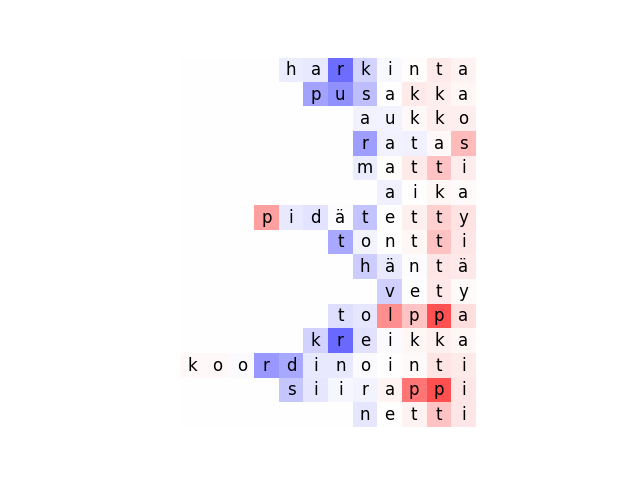 harkinta
pusakka
aukko
ratas
matti
aika
pidätetty
tontti
häntä
vety
tolppa
kreikka
koordinointi
siirappi
netti